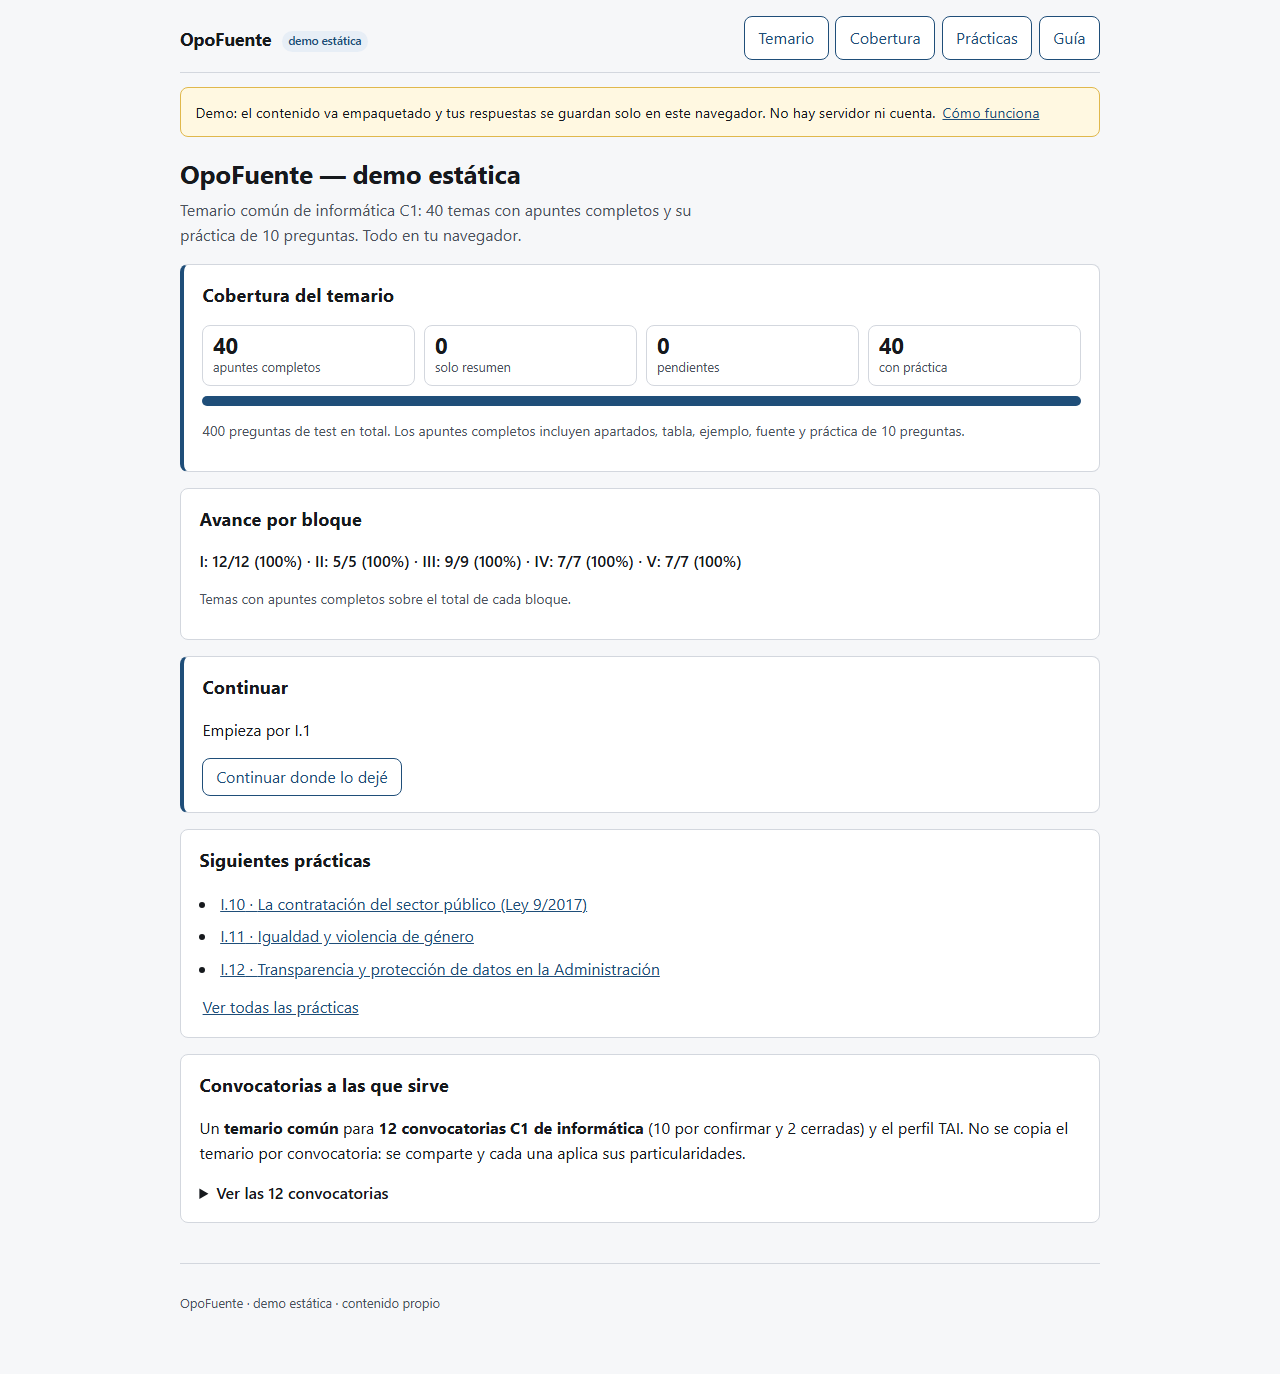 OpoFuente demo estática Temario Cobertura Prácticas Guía
Demo: el contenido va empaquetado y tus respuestas se guardan solo en este navegador. No hay servidor ni cuenta. Cómo funciona
OpoFuente — demo estática
Temario común de informática C1: 40 temas con apuntes completos y su
práctica de 10 preguntas. Todo en tu navegador.
Cobertura del temario
40 0 0 40
apuntes completos solo resumen pendientes con práctica
400 preguntas de test en total. Los apuntes completos incluyen apartados, tabla, ejemplo, fuente y práctica de 10 preguntas.
Avance por bloque
I: 12/12 (100%) · II: 5/5 (100%) · III: 9/9 (100%) · IV: 7/7 (100%) · V: 7/7 (100%)
Temas con apuntes completos sobre el total de cada bloque.
Continuar
Empieza por I.1
Continuar donde lo dejé
Siguientes prácticas
I.10 · La contratación del sector público (Ley 9/2017)
I.11 · Igualdad y violencia de género
I.12 · Transparencia y protección de datos en la Administración
Ver todas las prácticas
Convocatorias a las que sirve
Un temario común para 12 convocatorias C1 de informática (10 por confirmar y 2 cerradas) y el perfil TAI. No se copia el
temario por convocatoria: se comparte y cada una aplica sus particularidades.
Ver las 12 convocatorias
OpoFuente · demo estática · contenido propio